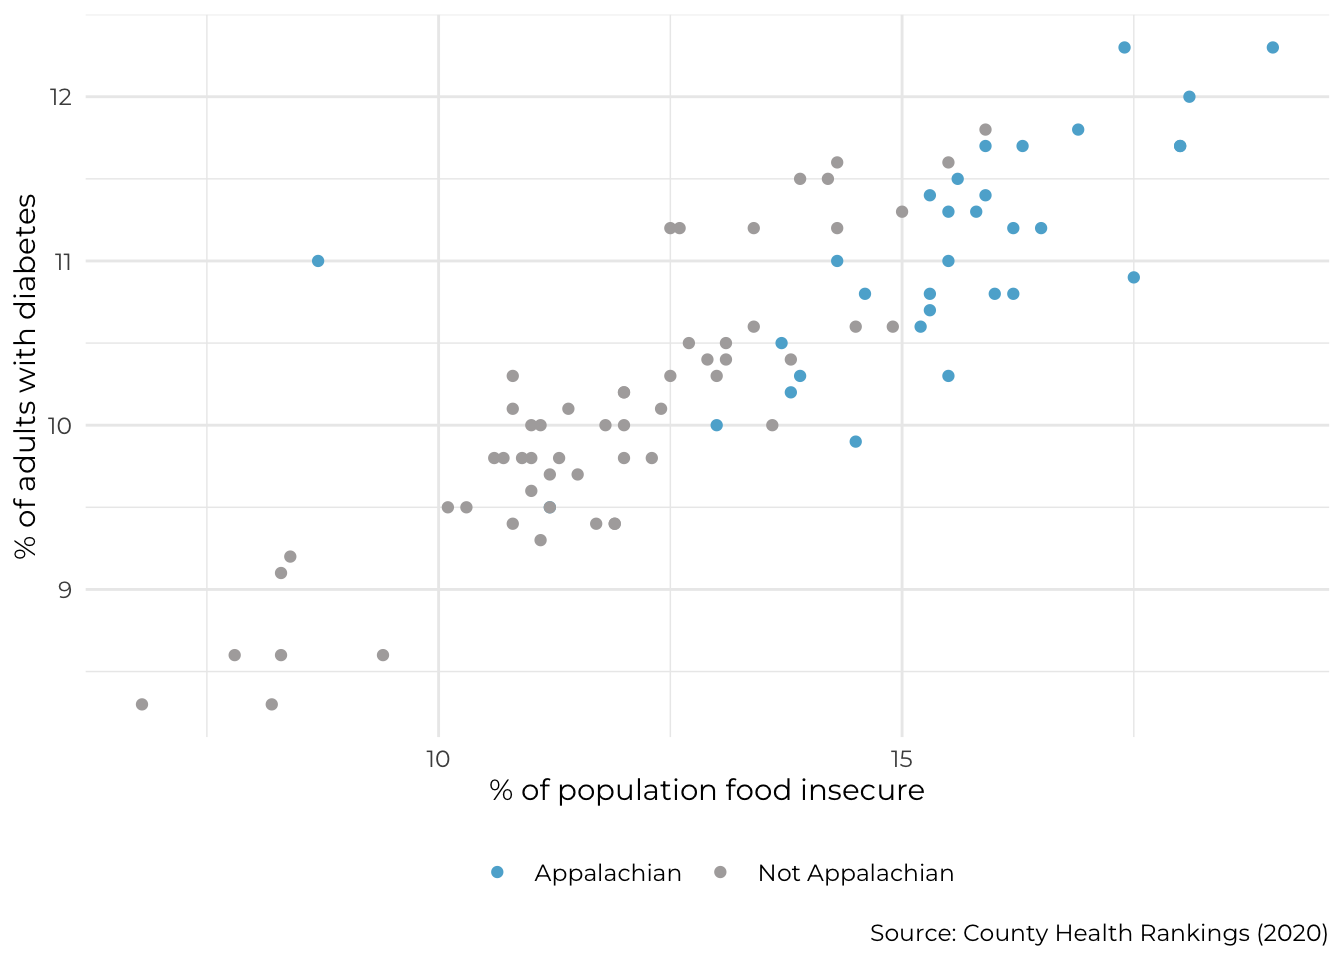 12
11
10
9
% of adults with diabetes
10 15
% of population food insecure
Appalachian Not Appalachian
Source: County Health Rankings (2020)